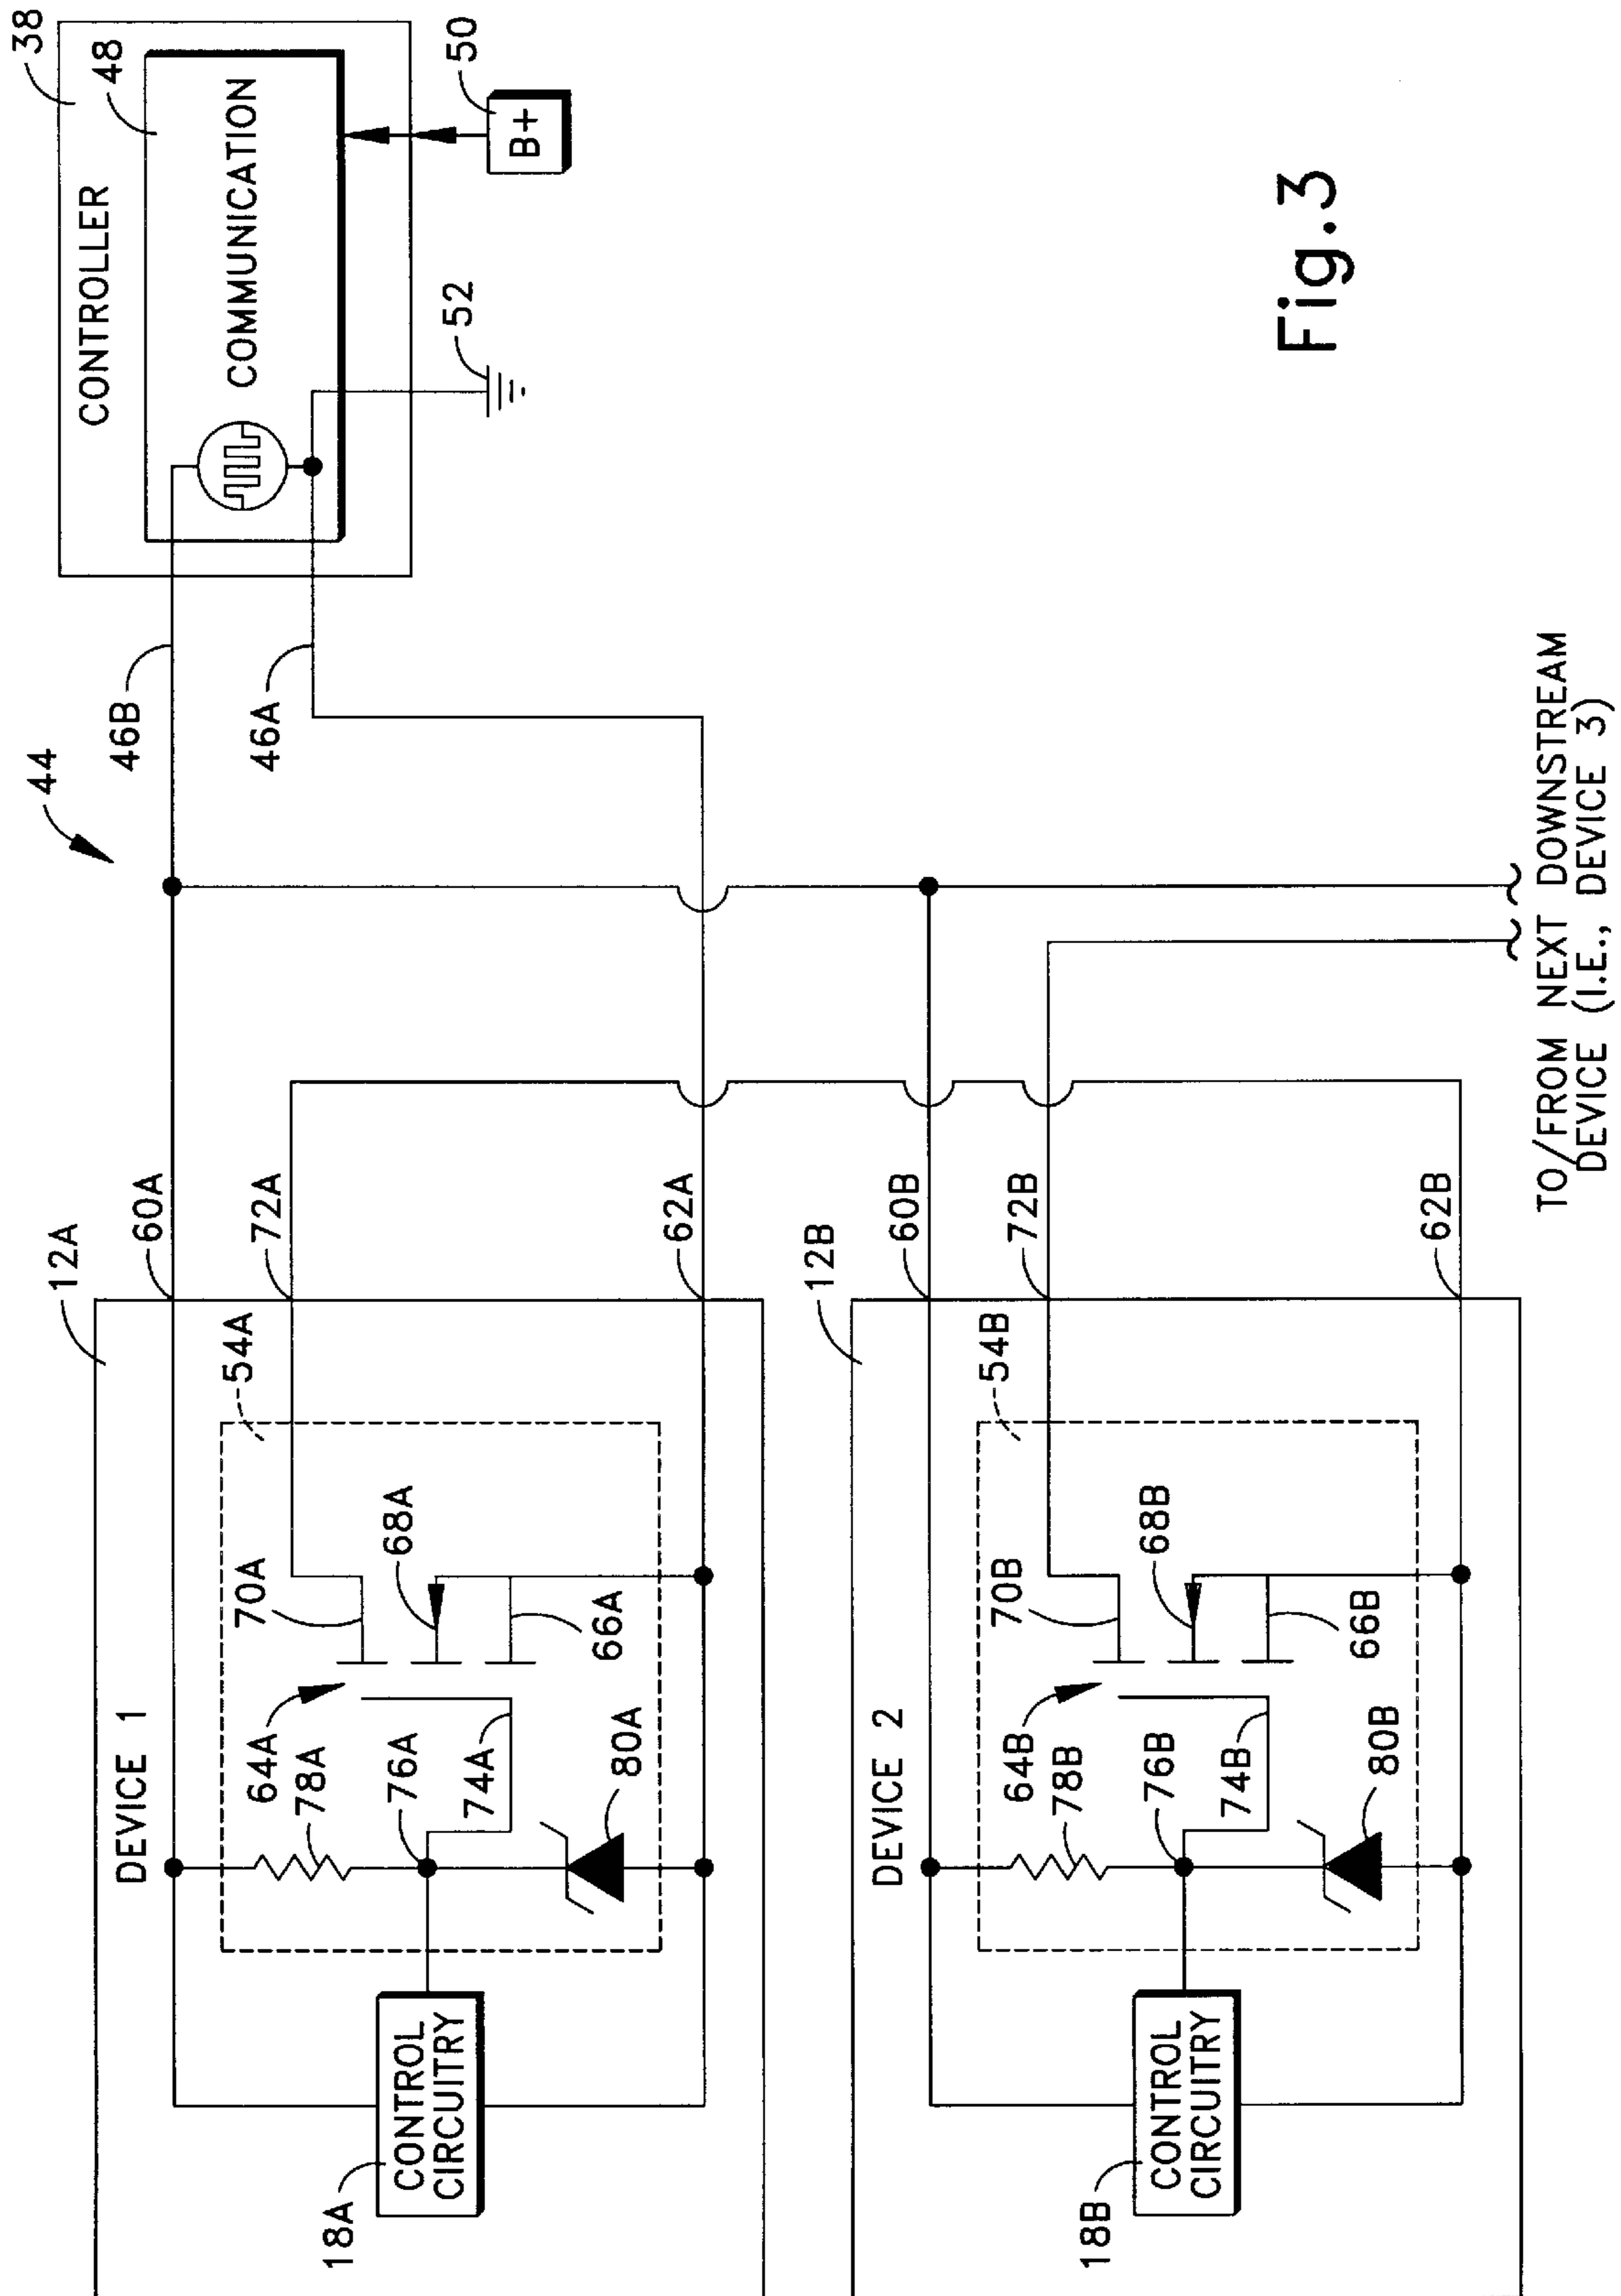 38
CONTROLLER
48
COMMUNICATION
50
B+
52
44
46B
46A
12A
60A
72A
62A
DEVICE 1
54A
70A
68A
66A
64A
78A
76A
74A
80A
18A
CONTROL
CIRCUITRY
12B
60B
72B
62B
DEVICE 2
54B
70B
68B
66B
64B
78B
76B
74B
80B
18B
CONTROL
CIRCUITRY
TO/FROM NEXT DOWNSTREAM
DEVICE (I.E., DEVICE 3)
Fig.3